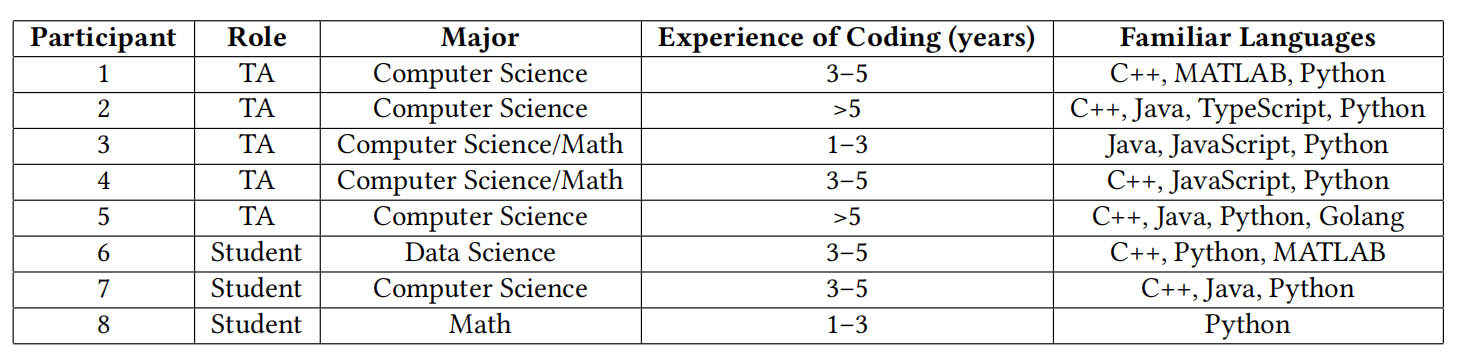 Participant Role Major Experience of Coding (years) Familiar Languages
1 TA Computer Science 3–5 C++, MATLAB, Python
2 TA Computer Science >5 C++, Java, TypeScript, Python
3 TA Computer Science/Math 1–3 Java, JavaScript, Python
4 TA Computer Science/Math 3–5 C++, JavaScript, Python
5 TA Computer Science >5 C++, Java, Python, Golang
6 Student Data Science 3–5 C++, Python, MATLAB
7 Student Computer Science 3–5 C++, Java, Python
8 Student Math 1–3 Python